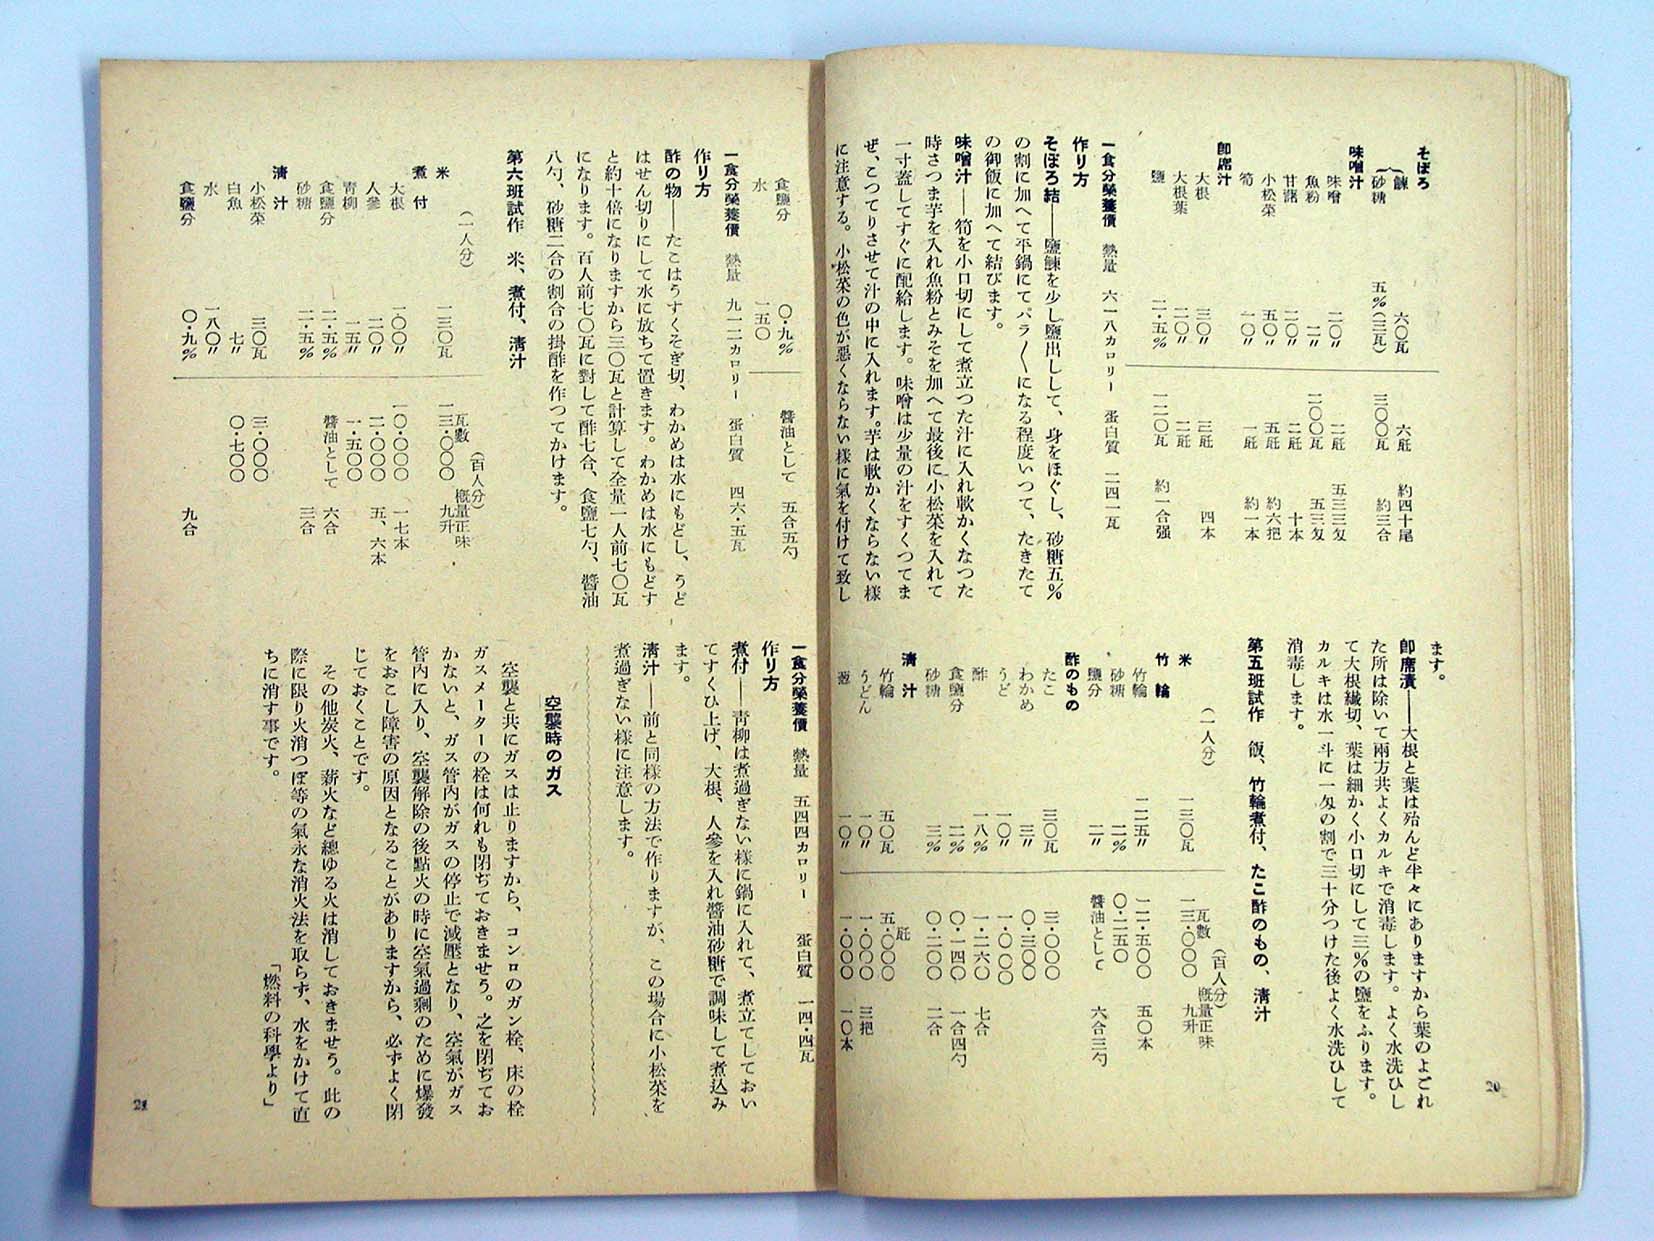 そぼろ
鰊　六〇瓦　六瓩　約四十尾
砂糖　五％(三瓦)　三〇〇瓦　約三合
味噌汁
味噌　二〇〃　二瓩　五三三匁
魚粉　二〃　二〇〇瓦　五三匁
甘藷　二〇〃　二瓩　十本
小松菜　五〇〃　五瓩　約六把
筍　一〇〃　一瓩　約一本
卽席汁
大根　三〇〃　三瓩　四本
大根葉　二〇〃　二瓩
鹽　二・五％　一二〇瓦　約一合强
一食分榮養價　熱量　六一八カロリー　蛋白質　二四一瓦
作り方
そぼろ結——鹽鰊を少し鹽出しして、身をほぐし、砂糖五％
の割に加へて平鍋にてパラ〳〵になる程度いつて、たきたて
の御飯に加へて結びます。
味噌汁——筍を小口切にして煮立つた汁に入れ軟かくなつた
時さつま芋を入れ魚粉とみそを加へて最後に小松菜を入れて
一寸蓋してすぐに配給します。味噌は少量の汁をすくつてま
ぜ、こつてりさせて汁の中に入れます。芋は軟かくならない樣
に注意する。小松菜の色が惡くならない樣に氣を付けて致し
ます。
卽席漬——大根と葉は殆んど半々にありますから葉のよごれ
た所は除いて兩方共よくカルキで消毒します。よく水洗ひし
て大根纎切、葉は細かく小口切にして三％の鹽をふります。
カルキは水一斗に一匁の割で三十分つけた後よく水洗ひして
消毒します。
第五班試作　飯、竹輪煮付、たこ酢のもの、淸汁
(一人分)　瓦數　(百人分)　槪量正味
米　一三〇瓦　一三・〇〇〇　九升
竹輪
竹輪　一二五〃　一二・五〇〇　五〇本
砂糖　二％　〇・二五〇
鹽分　二〃　醬油として　六合三勺
酢のもの
たこ　三〇瓦　三・〇〇〇
わかめ　三〃　〇・三〇〇
うど　一〇〃　一・〇〇〇
酢　一八％　一・二六〇　七合
食鹽分　二％　〇・一四〇　一合四勺
砂糖　三％　〇・二〇〇　二合
淸汁　瓩
竹輪　五〇瓦　五・〇〇〇
うどん　一〇〃　一・〇〇〇　三把
葱　一〇〃　一・〇〇〇　一〇本
20
食鹽分　〇・九％　醬油として　五合五勺
水　一五〇
一食分榮養價　熱量　九一二カロリー　蛋白質　四六・五瓦
作り方
酢の物——たこはうすくそぎ切、わかめは水にもどし、うど
はせん切りにして水に放ちて置きます。わかめは水にもどす
と約十倍になりますから三〇瓦と計算して全量一人前七〇瓦
になります。百人前七〇瓦に對して酢七合、食鹽七勺、醬油
八勺、砂糖二合の割合の掛酢を作つてかけます。
第六班試作　米、煮付、淸汁
(一人分)　瓦數　(百人分)　槪量正味
米　一三〇瓦　一三・〇〇〇　九升
煮付
大根　一〇〇〃　一〇・〇〇〇　一七本
人參　二〇〃　二・〇〇〇　五、六本
靑柳　一五〃　一・五〇〇
食鹽分　二・五％　醬油として　六合
砂糖　二・五％　三合
淸汁
小松菜　三〇瓦　三・〇〇〇
白魚　七〃　〇・七〇〇
水　一八〇〃
食鹽分　〇・九％　九合
一食分榮養價　熱量　五四四カロリー　蛋白質　一四・四瓦
作り方
煮付——靑柳は煮過ぎない樣に鍋に入れて、煮立てしておい
てすくひ上げ、大根、人參を入れ醬油砂糖で調味して煮込み
ます。
淸汁——前と同樣の方法で作りますが、この場合に小松菜を
煮過ぎない樣に注意します。
空襲時のガス
空襲と共にガスは止りますから、コンロのガン栓、床の栓
ガスメーターの栓は何れも閉ぢておきませう。之を閉ぢてお
かないと、ガス管內がガスの停止で減壓となり、空氣がガス
管內に入り、空襲解除の後點火の時に空氣過剩のために爆發
をおこし障害の原因となることがありますから、必ずよく閉
じておくことです。
その他炭火、薪火など總ゆる火は消しておきませう。此の
際に限り火消つぼ等の氣永な消火法を取らず、水をかけて直
ちに消す事です。
「燃料の科學より」
21